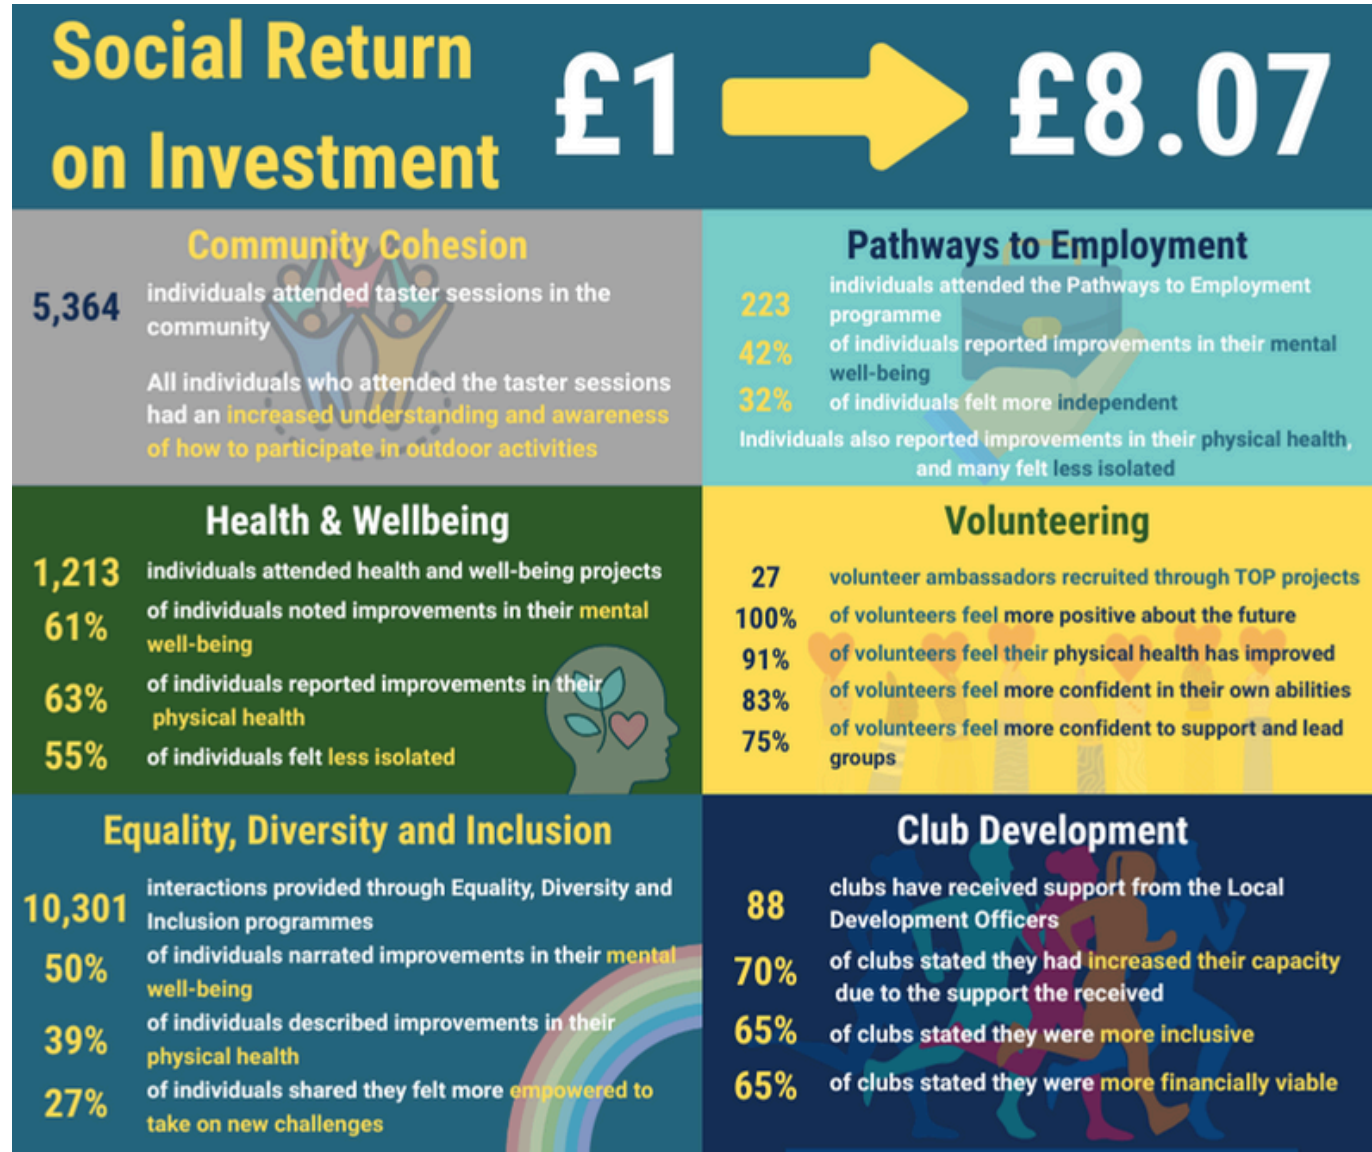 Social Return
on Investment
£1
£8.07
Community Cohesion
5,364
individuals attended taster sessions in the
community
All individuals who attended the taster sessions
had an increased understanding and awareness
of how to participate in outdoor activities
Pathways to Employment
223
individuals attended the Pathways to Employment
programme
42%
of individuals reported improvements in their mental
well-being
32%
of individuals felt more independent
Individuals also reported improvements in their physical health,
and many felt less isolated
Health & Wellbeing
1,213
individuals attended health and well-being projects
61%
of individuals noted improvements in their mental
well-being
63%
of individuals reported improvements in their
physical health
55%
of individuals felt less isolated
Volunteering
27
volunteer ambassadors recruited through TOP projects
100%
of volunteers feel more positive about the future
91%
of volunteers feel their physical health has improved
83%
of volunteers feel more confident in their own abilities
75%
of volunteers feel more confident to support and lead
groups
Equality, Diversity and Inclusion
10,301
interactions provided through Equality, Diversity and
Inclusion programmes
50%
of individuals narrated improvements in their mental
well-being
39%
of individuals described improvements in their
physical health
27%
of individuals shared they felt more empowered to
take on new challenges
Club Development
88
clubs have received support from the Local
Development Officers
70%
of clubs stated they had increased their capacity
due to the support the received
65%
of clubs stated they were more inclusive
65%
of clubs stated they were more financially viable